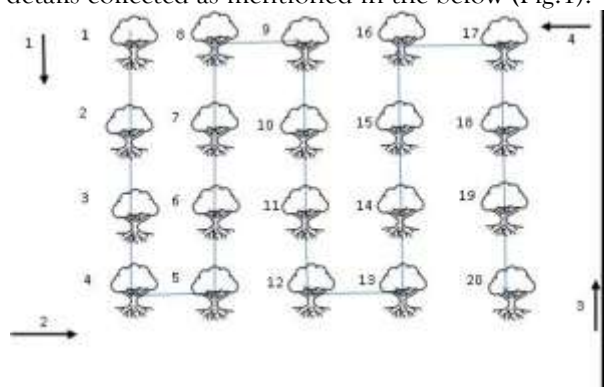 details collected as mentioned in the below (Fig.1).
1 1 8 9 16 17 4
2 7 10 15 18
3 6 11 14 19
4 5 12 13 20 3
2